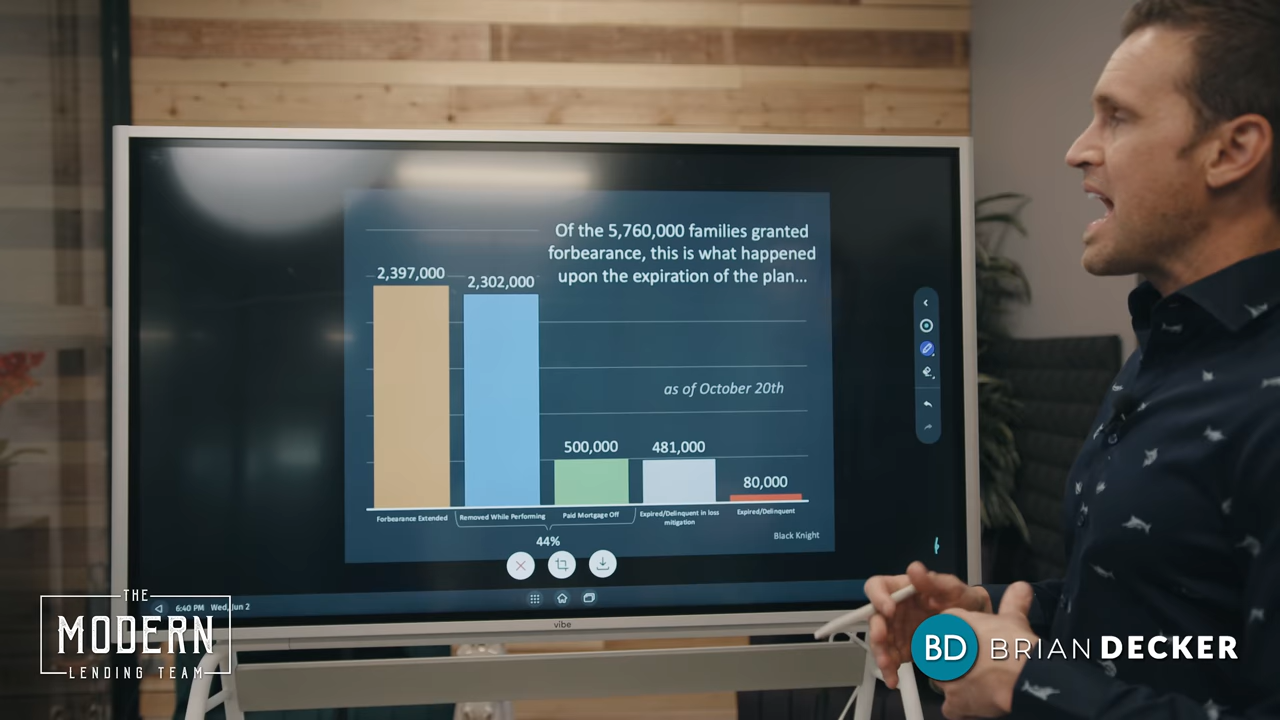 Of the 5,760,000 families granted
forbearance, this is what happened
upon the expiration of the plan...
2,397,000
2,302,000
as of October 20th
500,000
481,000
80,000
Forbearance Extended
Removed While Performing
Paid Mortgage Off
Expired/Delinquent in loss
mitigation
Expired/Delinquent
44%
Black Knight
6:40 PM Wed, Jun 2
vibe
THE
MODERN
LENDING TEAM
BD BRIAN DECKER